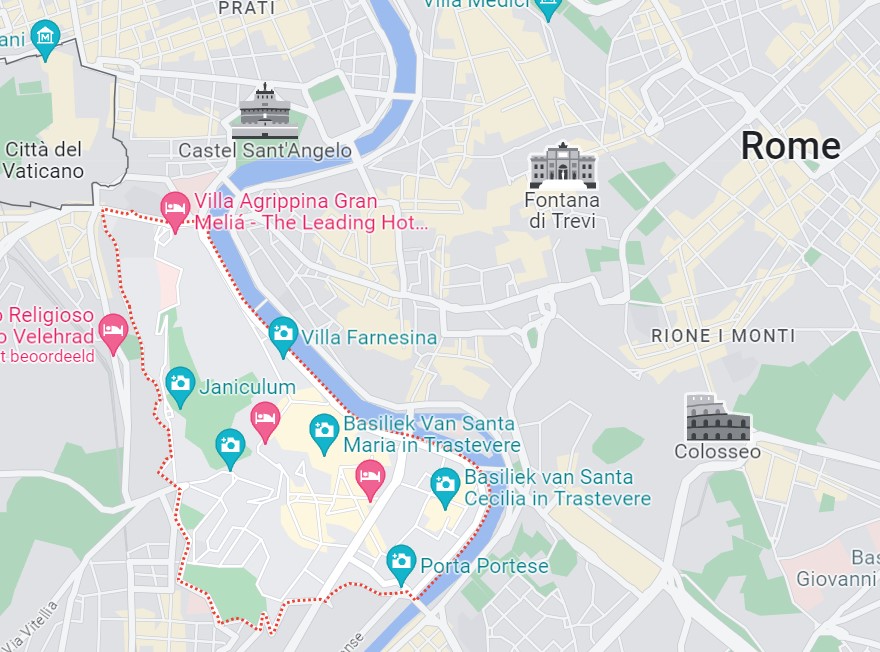 PRATI
Villa Medici
ani
Città del
Vaticano
Castel Sant'Angelo
Rome
Fontana
di Trevi
Villa Agrippina Gran
Meliá - The Leading Hot...
o Religioso
o Velehrad
t beoordeeld
Villa Farnesina
RIONE I MONTI
Janiculum
Basiliek Van Santa
Maria in Trastevere
Colosseo
Basiliek van Santa
Cecilia in Trastevere
Porta Portese
Bas
Giovanni
Via Vitellia
ense